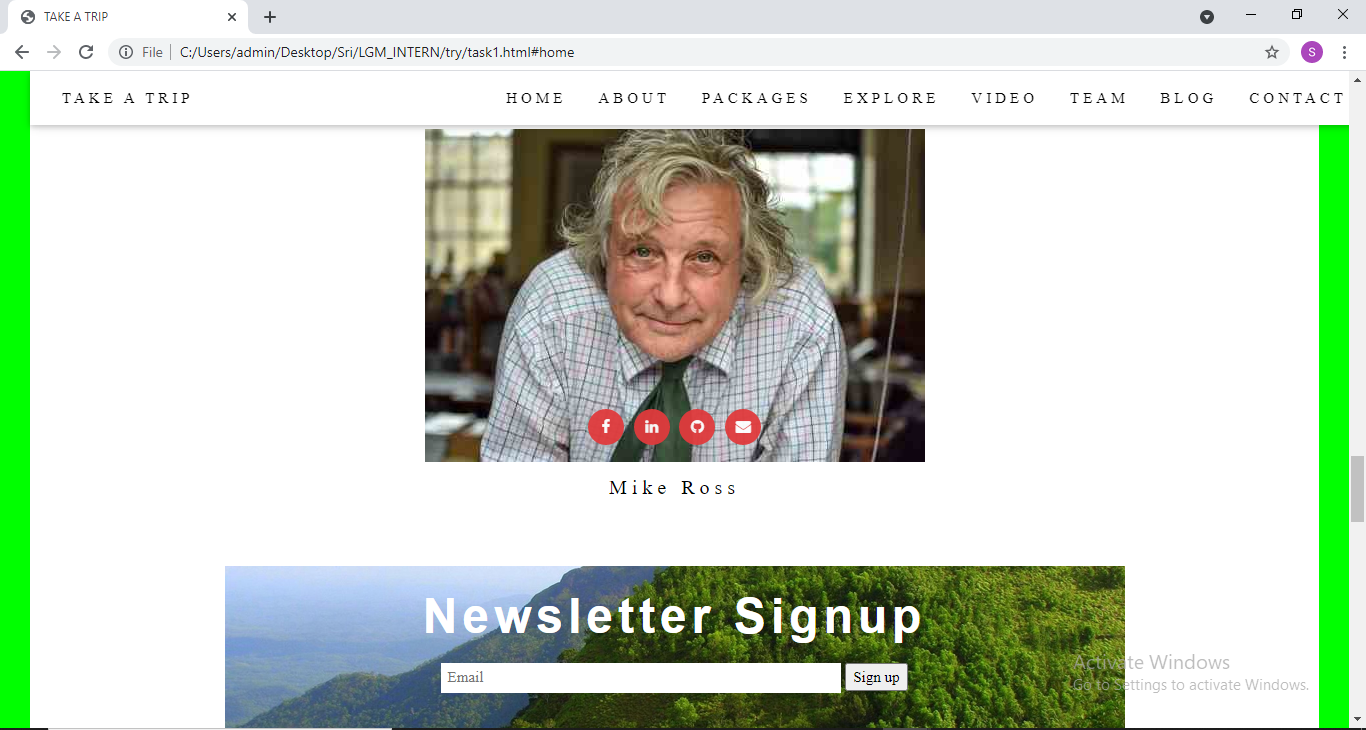 TAKE A TRIP
File
C:/Users/admin/Desktop/Sri/LGM_INTERN/try/task1.html#home
S
TAKE A TRIP
HOME ABOUT PACKAGES EXPLORE VIDEO TEAM BLOG CONTACT
Mike Ross
Newsletter Signup
Email
Sign up
Activate Windows
Go to Settings to activate Windows.